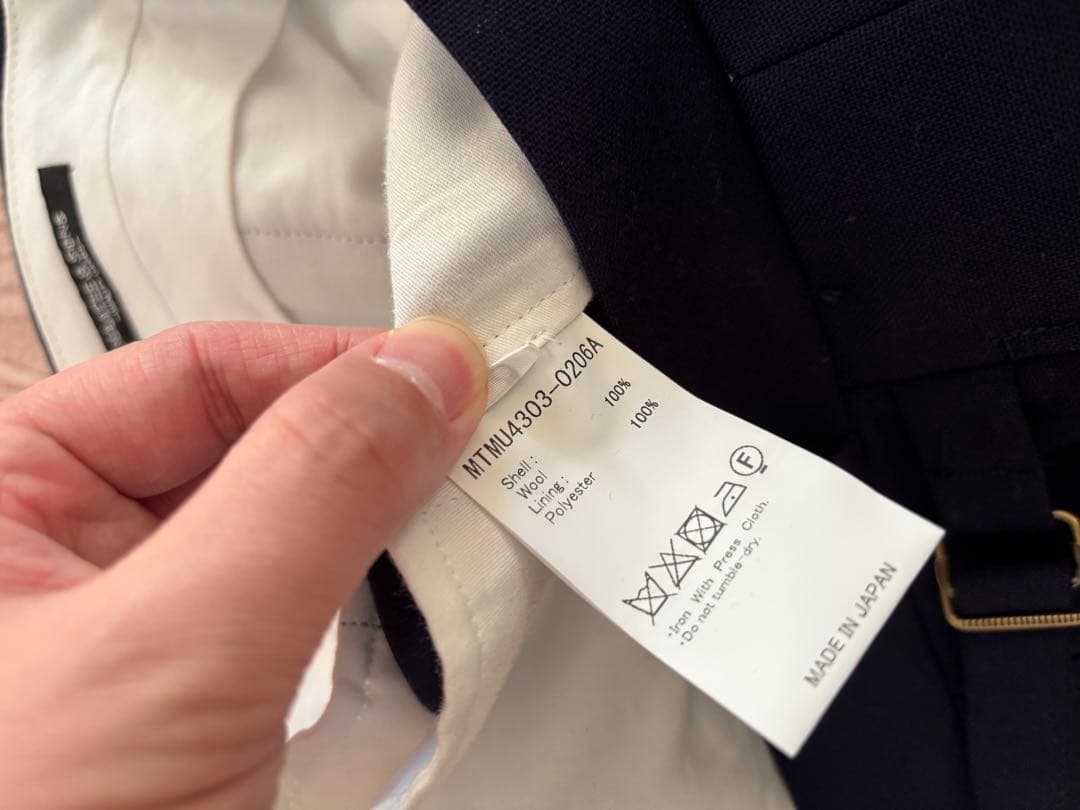 MTMU4303-0206A
Shell:
Wool 100%
Lining:
Polyester 100%
F
·Iron With Press Cloth.
·Do not tumble-dry.
MADE IN JAPAN